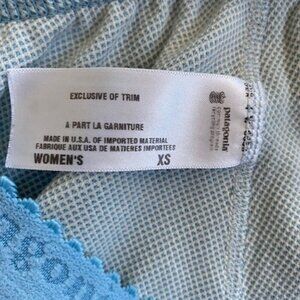 EXCLUSIVE OF TRIM
A PART LA GARNITURE
MADE IN U.S.A. OF IMPORTED MATERIAL
FABRIQUE AUX USA DE MATIERES IMPORTEES
WOMEN'S XS
patagonia